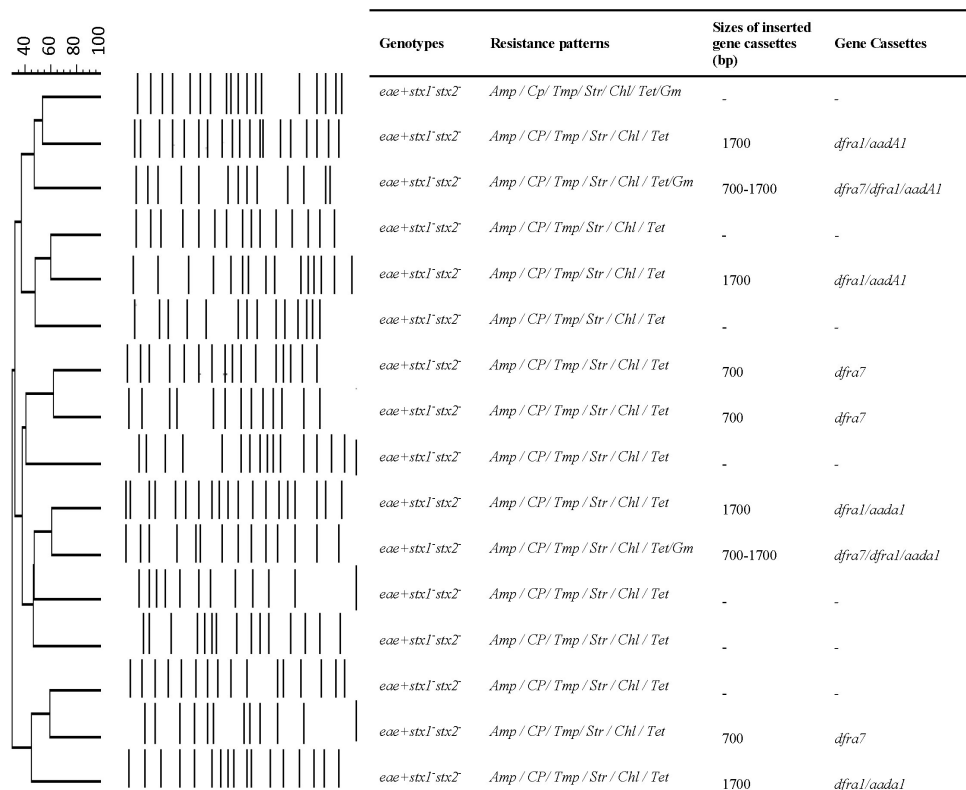 40 60 80 100
Genotypes Resistance patterns Sizes of inserted gene cassettes (bp) Gene Cassettes
eae+stx1-stx2- Amp / Cp/ Tmp/ Str/ Chl/ Tet/Gm - -
eae+stx1-stx2- Amp / CP/ Tmp / Str / Chl / Tet 1700 dfra1/aadA1
eae+stx1-stx2- Amp / CP/ Tmp / Str / Chl / Tet/Gm 700-1700 dfra7/dfra1/aadA1
eae+stx1-stx2- Amp / CP/ Tmp/ Str / Chl / Tet - -
eae+stx1-stx2- Amp / CP/ Tmp/ Str / Chl / Tet 1700 dfra1/aadA1
eae+stx1-stx2- Amp / CP/ Tmp/ Str / Chl / Tet - -
eae+stx1-stx2- Amp / CP/ Tmp / Str / Chl / Tet 700 dfra7
eae+stx1-stx2- Amp / CP/ Tmp / Str / Chl / Tet 700 dfra7
eae+stx1-stx2- Amp / CP/ Tmp / Str / Chl / Tet - -
eae+stx1-stx2- Amp / CP/ Tmp / Str / Chl / Tet 1700 dfra1/aada1
eae+stx1-stx2- Amp / CP/ Tmp / Str / Chl / Tet/Gm 700-1700 dfra7/dfra1/aada1
eae+stx1-stx2- Amp / CP/ Tmp / Str / Chl / Tet - -
eae+stx1-stx2- Amp / CP/ Tmp / Str / Chl / Tet - -
eae+stx1-stx2- Amp / CP/ Tmp / Str / Chl / Tet - -
eae+stx1-stx2- Amp / CP/ Tmp/ Str / Chl / Tet 700 dfra7
eae+stx1-stx2- Amp / CP/ Tmp / Str / Chl / Tet 1700 dfra1/aada1